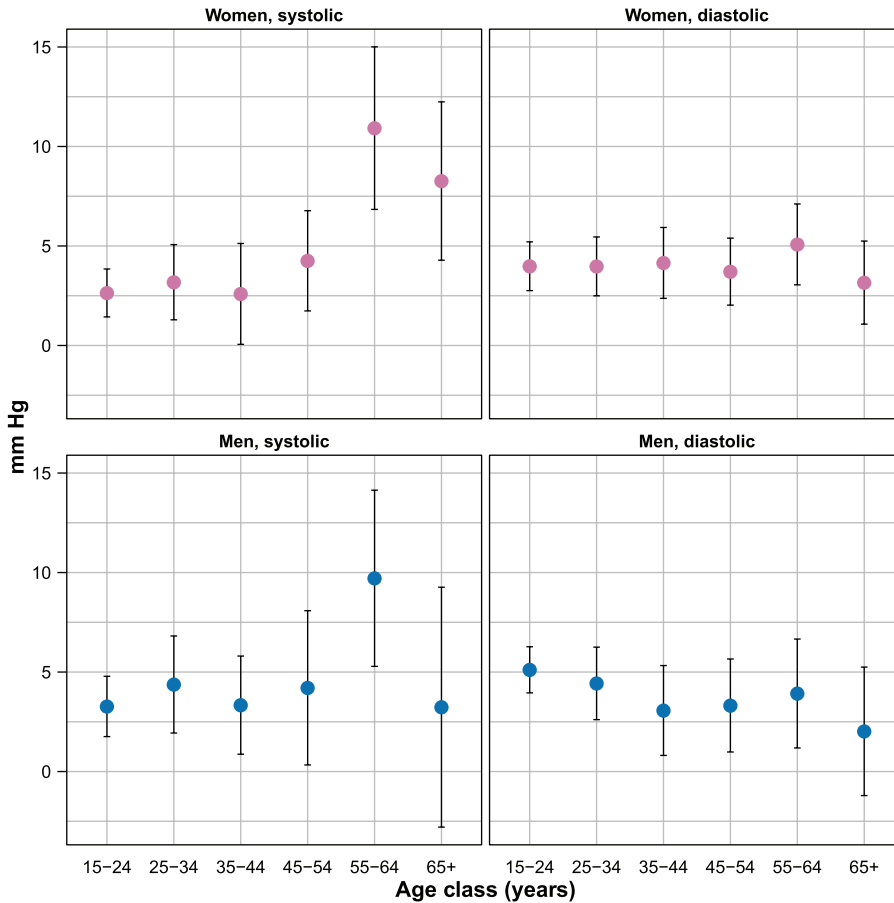 Women, systolic
Women, diastolic
15
10
5
0
mm Hg
Men, systolic
Men, diastolic
15
10
5
0
15−24 25−34 35−44 45−54 55−64 65+
15−24 25−34 35−44 45−54 55−64 65+
Age class (years)